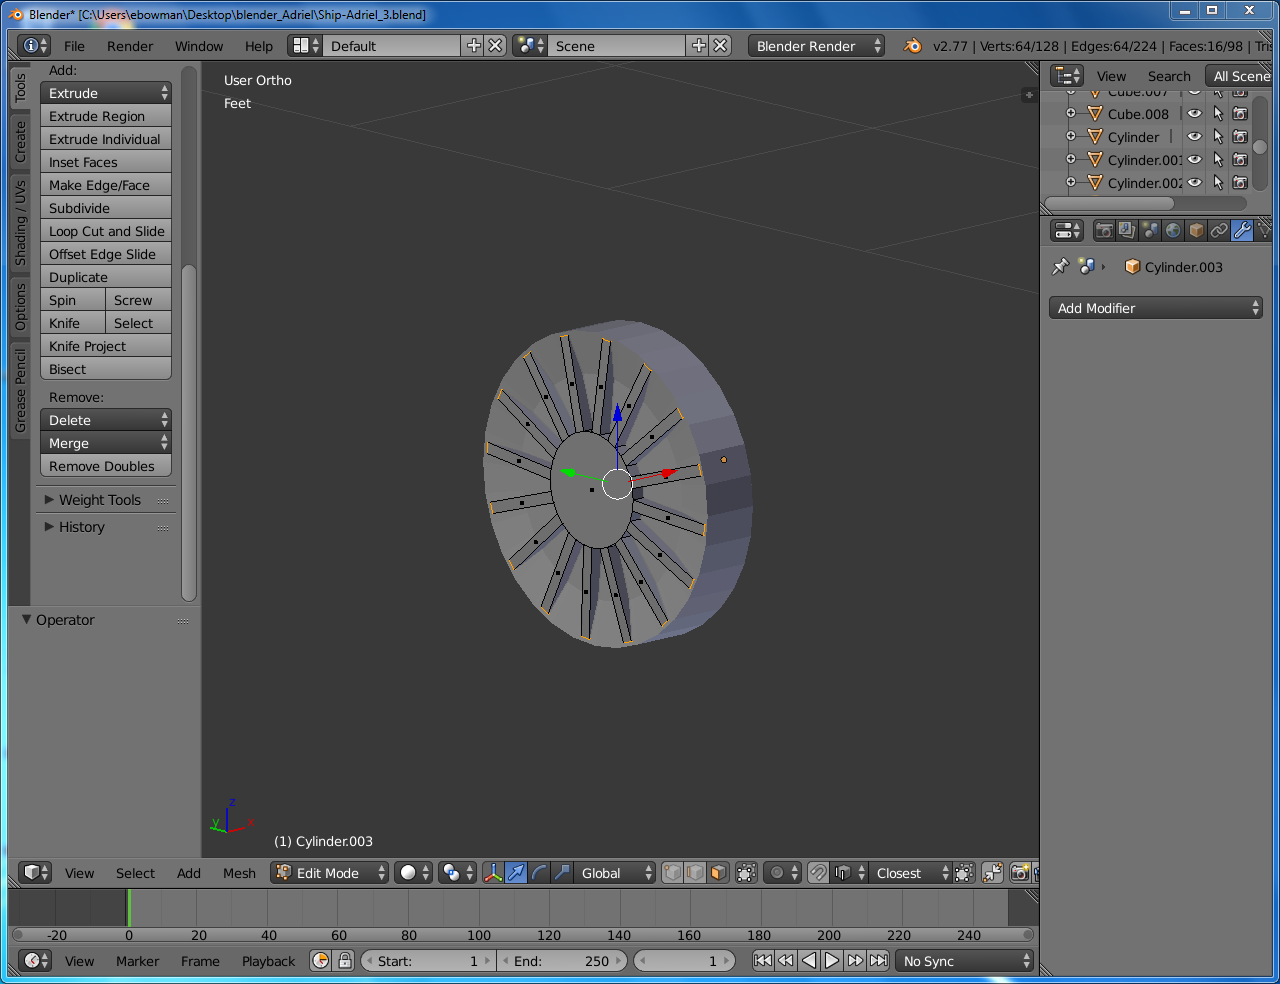 Blender* [C:\Users\ebowman\Desktop\blender_Adriel\Ship-Adriel_3.blend]
File Render Window Help Default Scene Blender Render v2.77 | Verts:64/128 | Edges:64/224 | Faces:16/98 | Tris
Tools
Create
Shading / UVs
Options
Grease Pencil
Add:
Extrude
Extrude Region
Extrude Individual
Inset Faces
Make Edge/Face
Subdivide
Loop Cut and Slide
Offset Edge Slide
Duplicate
Spin Screw
Knife Select
Knife Project
Bisect
Remove:
Delete
Merge
Remove Doubles
Weight Tools
History
Operator
User Ortho
Feet
z
y
x
(1) Cylinder.003
View Search All Scene
Cube.007
Cube.008
Cylinder
Cylinder.001
Cylinder.002
Cylinder.003
Add Modifier
View Select Add Mesh Edit Mode Global Closest
-20 0 20 40 60 80 100 120 140 160 180 200 220 240
View Marker Frame Playback Start: 1 End: 250 1 No Sync